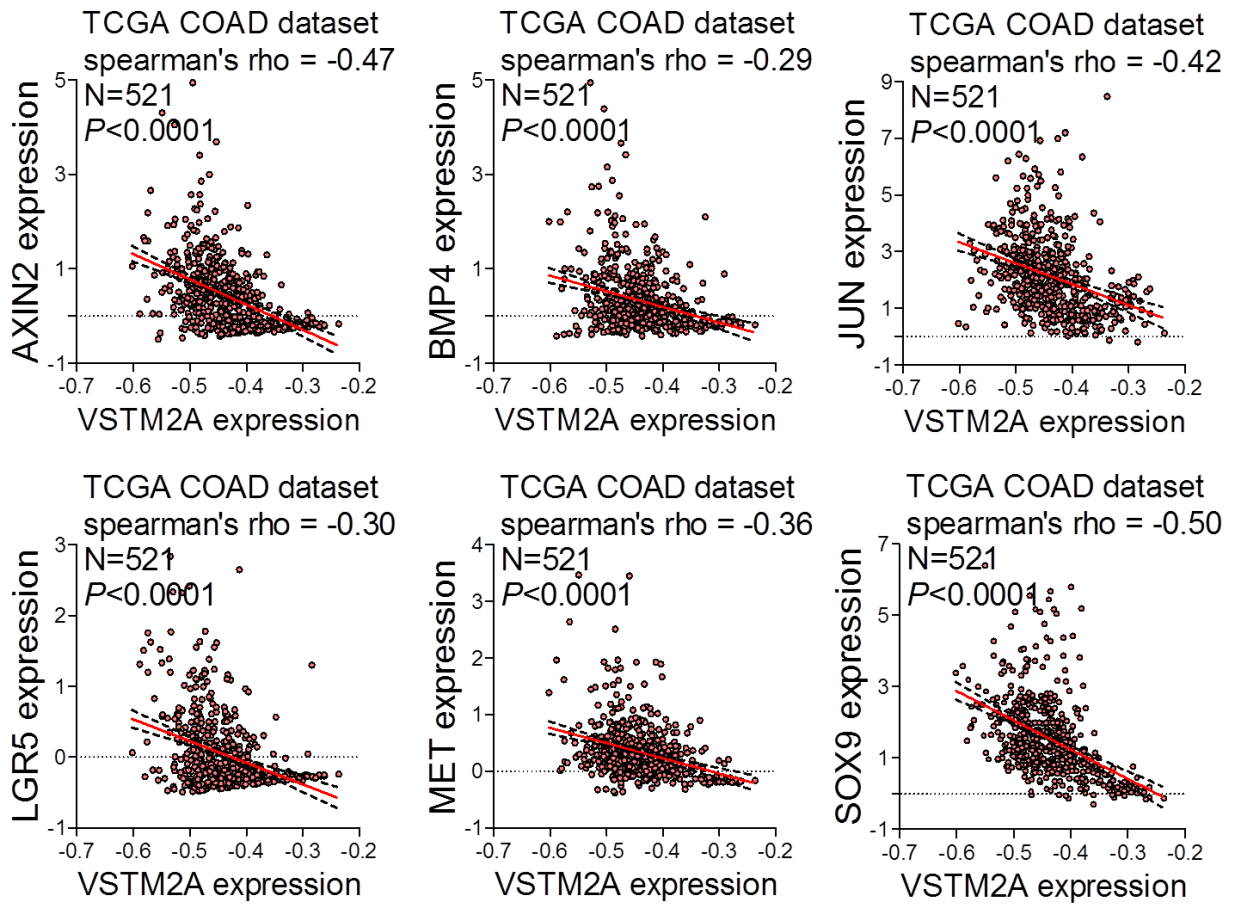 TCGA COAD dataset
spearman's rho = -0.47
N=521
P<0.0001
AXIN2 expression
5
3
1
-1
-0.7 -0.6 -0.5 -0.4 -0.3 -0.2
VSTM2A expression
TCGA COAD dataset
spearman's rho = -0.29
N=521
P<0.0001
BMP4 expression
5
3
1
-1
-0.7 -0.6 -0.5 -0.4 -0.3 -0.2
VSTM2A expression
TCGA COAD dataset
spearman's rho = -0.42
N=521
P<0.0001
JUN expression
9
7
5
3
1
-1
-0.7 -0.6 -0.5 -0.4 -0.3 -0.2
VSTM2A expression
TCGA COAD dataset
spearman's rho = -0.30
N=521
P<0.0001
LGR5 expression
3
2
1
0
-1
-0.7 -0.6 -0.5 -0.4 -0.3 -0.2
VSTM2A expression
TCGA COAD dataset
spearman's rho = -0.36
N=521
P<0.0001
MET expression
4
3
2
1
0
-1
-0.7 -0.6 -0.5 -0.4 -0.3 -0.2
VSTM2A expression
TCGA COAD dataset
spearman's rho = -0.50
N=521
P<0.0001
SOX9 expression
7
5
3
1
-1
-0.7 -0.6 -0.5 -0.4 -0.3 -0.2
VSTM2A expression